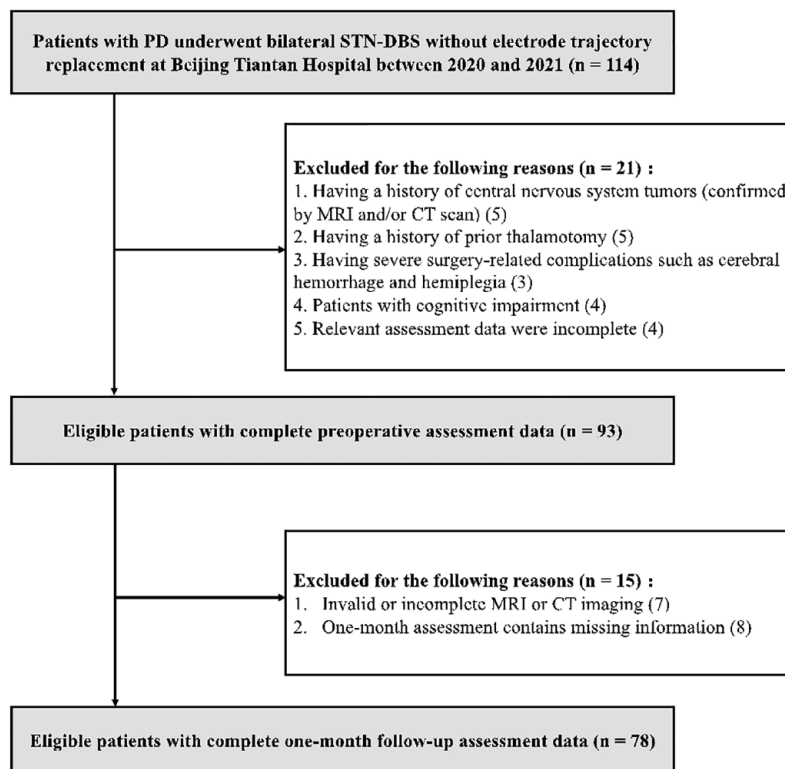 Patients with PD underwent bilateral STN-DBS without electrode trajectory
replacement at Beijing Tiantan Hospital between 2020 and 2021 (n = 114)
Excluded for the following reasons (n = 21) :
1. Having a history of central nervous system tumors (confirmed
by MRI and/or CT scan) (5)
2. Having a history of prior thalamotomy (5)
3. Having severe surgery-related complications such as cerebral
hemorrhage and hemiplegia (3)
4. Patients with cognitive impairment (4)
5. Relevant assessment data were incomplete (4)
Eligible patients with complete preoperative assessment data (n = 93)
Excluded for the following reasons (n = 15) :
1. Invalid or incomplete MRI or CT imaging (7)
2. One-month assessment contains missing information (8)
Eligible patients with complete one-month follow-up assessment data (n = 78)